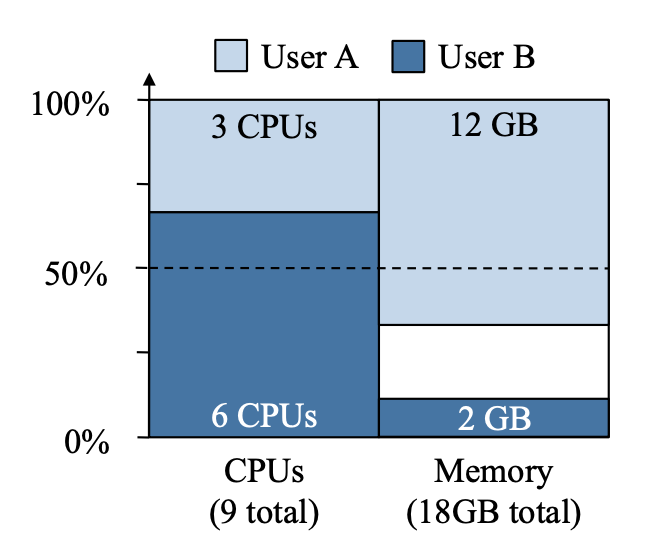 User A
User B
100%
3 CPUs
12 GB
50%
6 CPUs
2 GB
0%
CPUs
(9 total)
Memory
(18GB total)